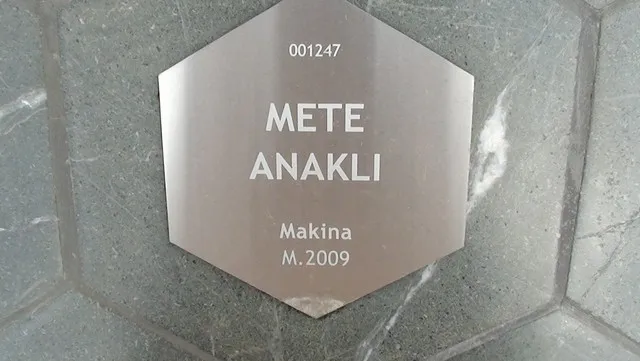 001247
METE
ANAKLI
Makina
M.2009